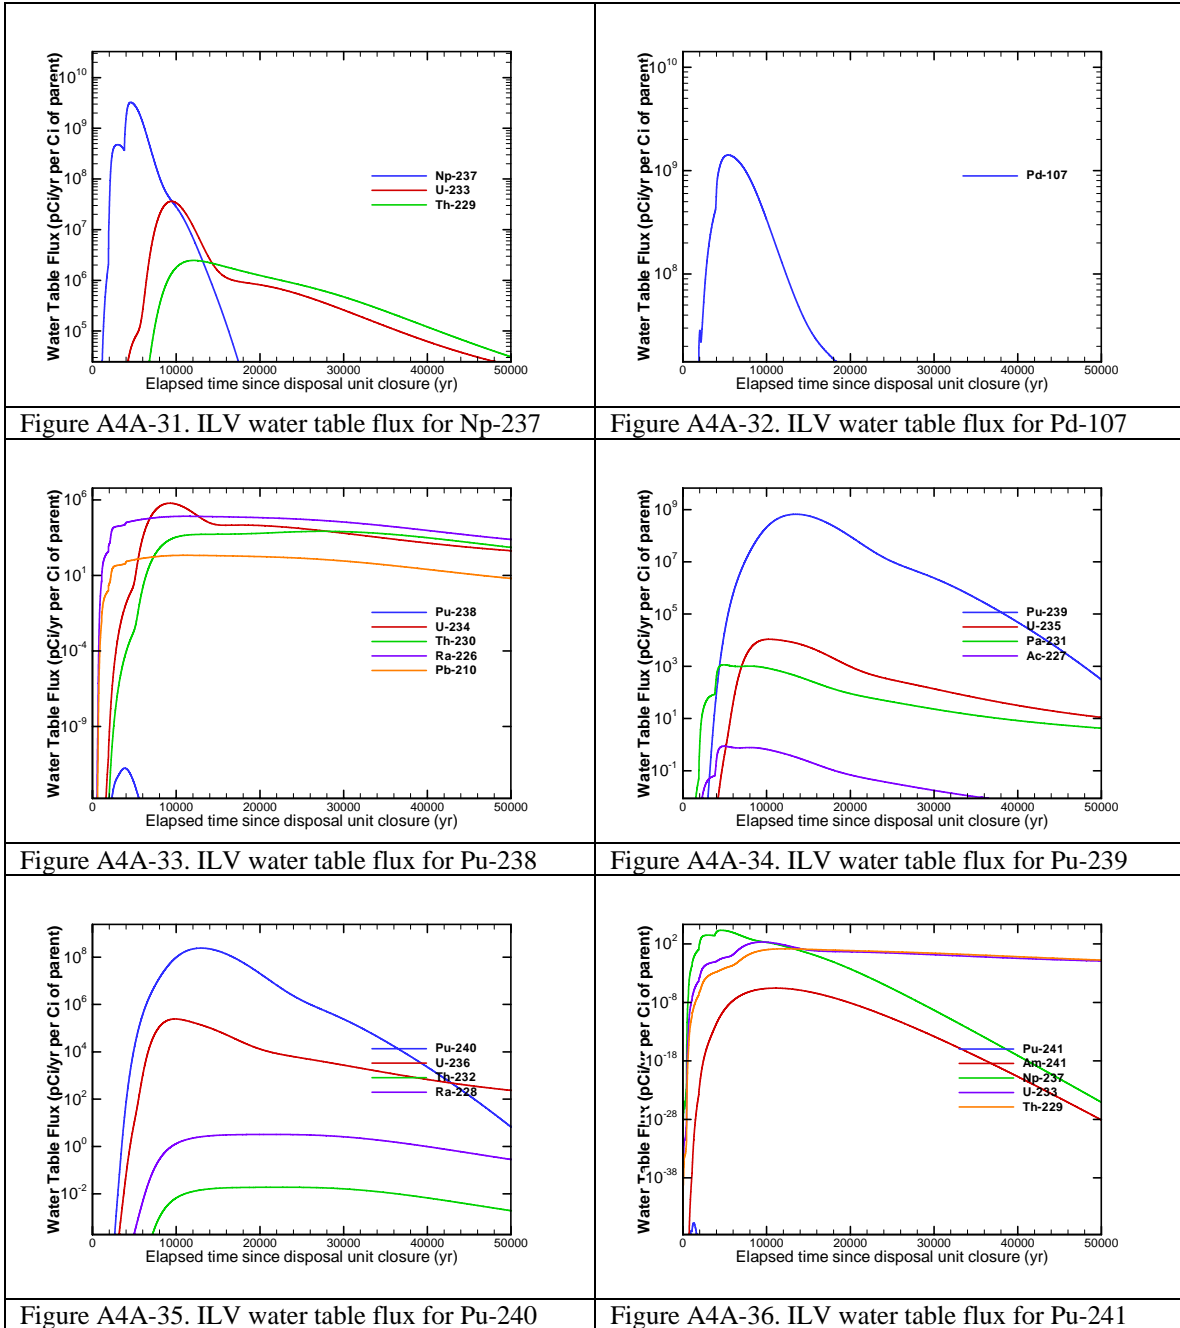 Water Table Flux (pCi/yr per Ci of parent)
10^10
10^9
10^8
10^7
10^6
10^5
Np-237
U-233
Th-229
0 10000 20000 30000 40000 50000
Elapsed time since disposal unit closure (yr)
Figure A4A-31. ILV water table flux for Np-237
Water Table Flux (pCi/yr per Ci of parent)
10^10
10^9
10^8
Pd-107
0 10000 20000 30000 40000 50000
Elapsed time since disposal unit closure (yr)
Figure A4A-32. ILV water table flux for Pd-107
Water Table Flux (pCi/yr per Ci of parent)
10^6
10^1
10^-4
10^-9
Pu-238
U-234
Th-230
Ra-226
Pb-210
0 10000 20000 30000 40000 50000
Elapsed time since disposal unit closure (yr)
Figure A4A-33. ILV water table flux for Pu-238
Water Table Flux (pCi/yr per Ci of parent)
10^9
10^7
10^5
10^3
10^1
10^-1
Pu-239
U-235
Pa-231
Ac-227
0 10000 20000 30000 40000 50000
Elapsed time since disposal unit closure (yr)
Figure A4A-34. ILV water table flux for Pu-239
Water Table Flux (pCi/yr per Ci of parent)
10^8
10^6
10^4
10^2
10^0
10^-2
Pu-240
U-236
Th-232
Ra-228
0 10000 20000 30000 40000 50000
Elapsed time since disposal unit closure (yr)
Figure A4A-35. ILV water table flux for Pu-240
Water Table Flux (pCi/yr per Ci of parent)
10^2
10^-8
10^-18
10^-28
10^-38
Pu-241
Am-241
Np-237
U-233
Th-229
0 10000 20000 30000 40000 50000
Elapsed time since disposal unit closure (yr)
Figure A4A-36. ILV water table flux for Pu-241